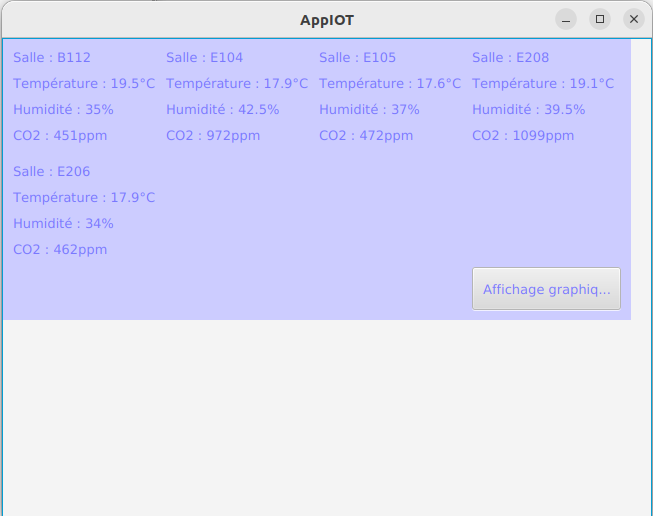 AppIOT
Salle : B112
Température : 19.5°C
Humidité : 35%
CO2 : 451ppm
Salle : E104
Température : 17.9°C
Humidité : 42.5%
CO2 : 972ppm
Salle : E105
Température : 17.6°C
Humidité : 37%
CO2 : 472ppm
Salle : E208
Température : 19.1°C
Humidité : 39.5%
CO2 : 1099ppm
Salle : E206
Température : 17.9°C
Humidité : 34%
CO2 : 462ppm
Affichage graphiq...